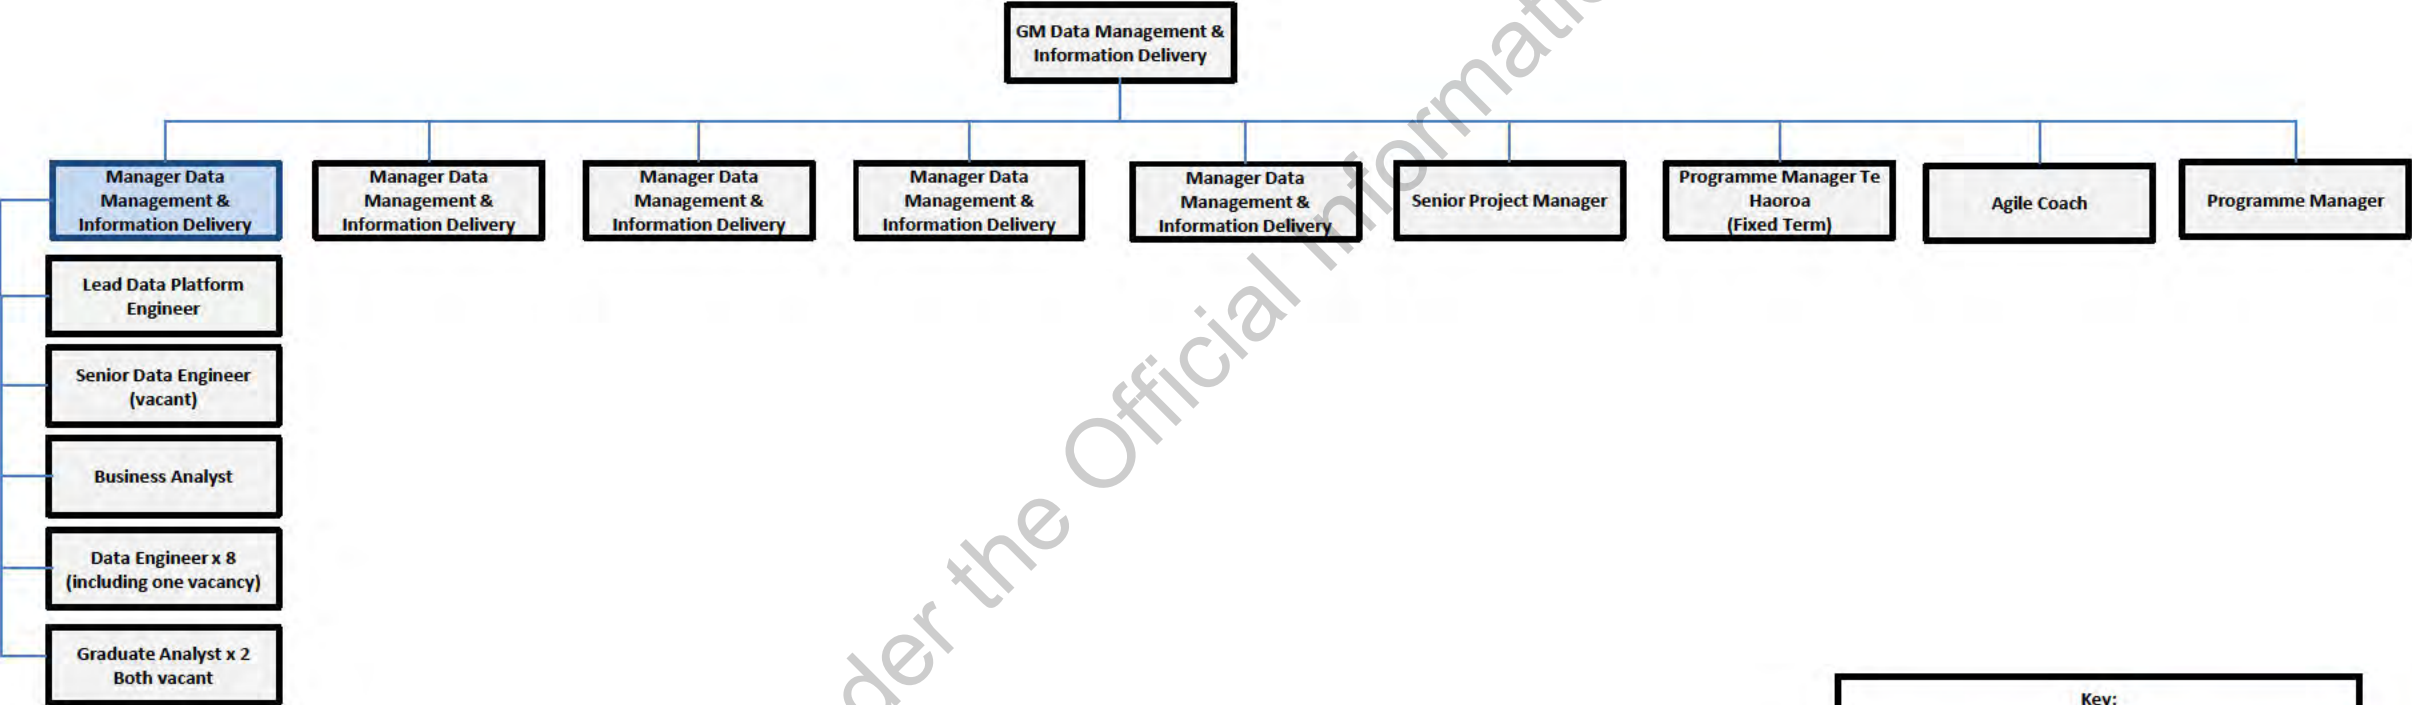 GM Data Management &
Information Delivery
Manager Data
Management &
Information Delivery
Manager Data
Management &
Information Delivery
Manager Data
Management &
Information Delivery
Manager Data
Management &
Information Delivery
Manager Data
Management &
Information Delivery
Senior Project Manager
Programme Manager Te
Haoroa
(Fixed Term)
Agile Coach
Programme Manager
Lead Data Platform
Engineer
Senior Data Engineer
(vacant)
Business Analyst
Data Engineer x 8
(including one vacancy)
Graduate Analyst x 2
Both vacant
Key:
the Official